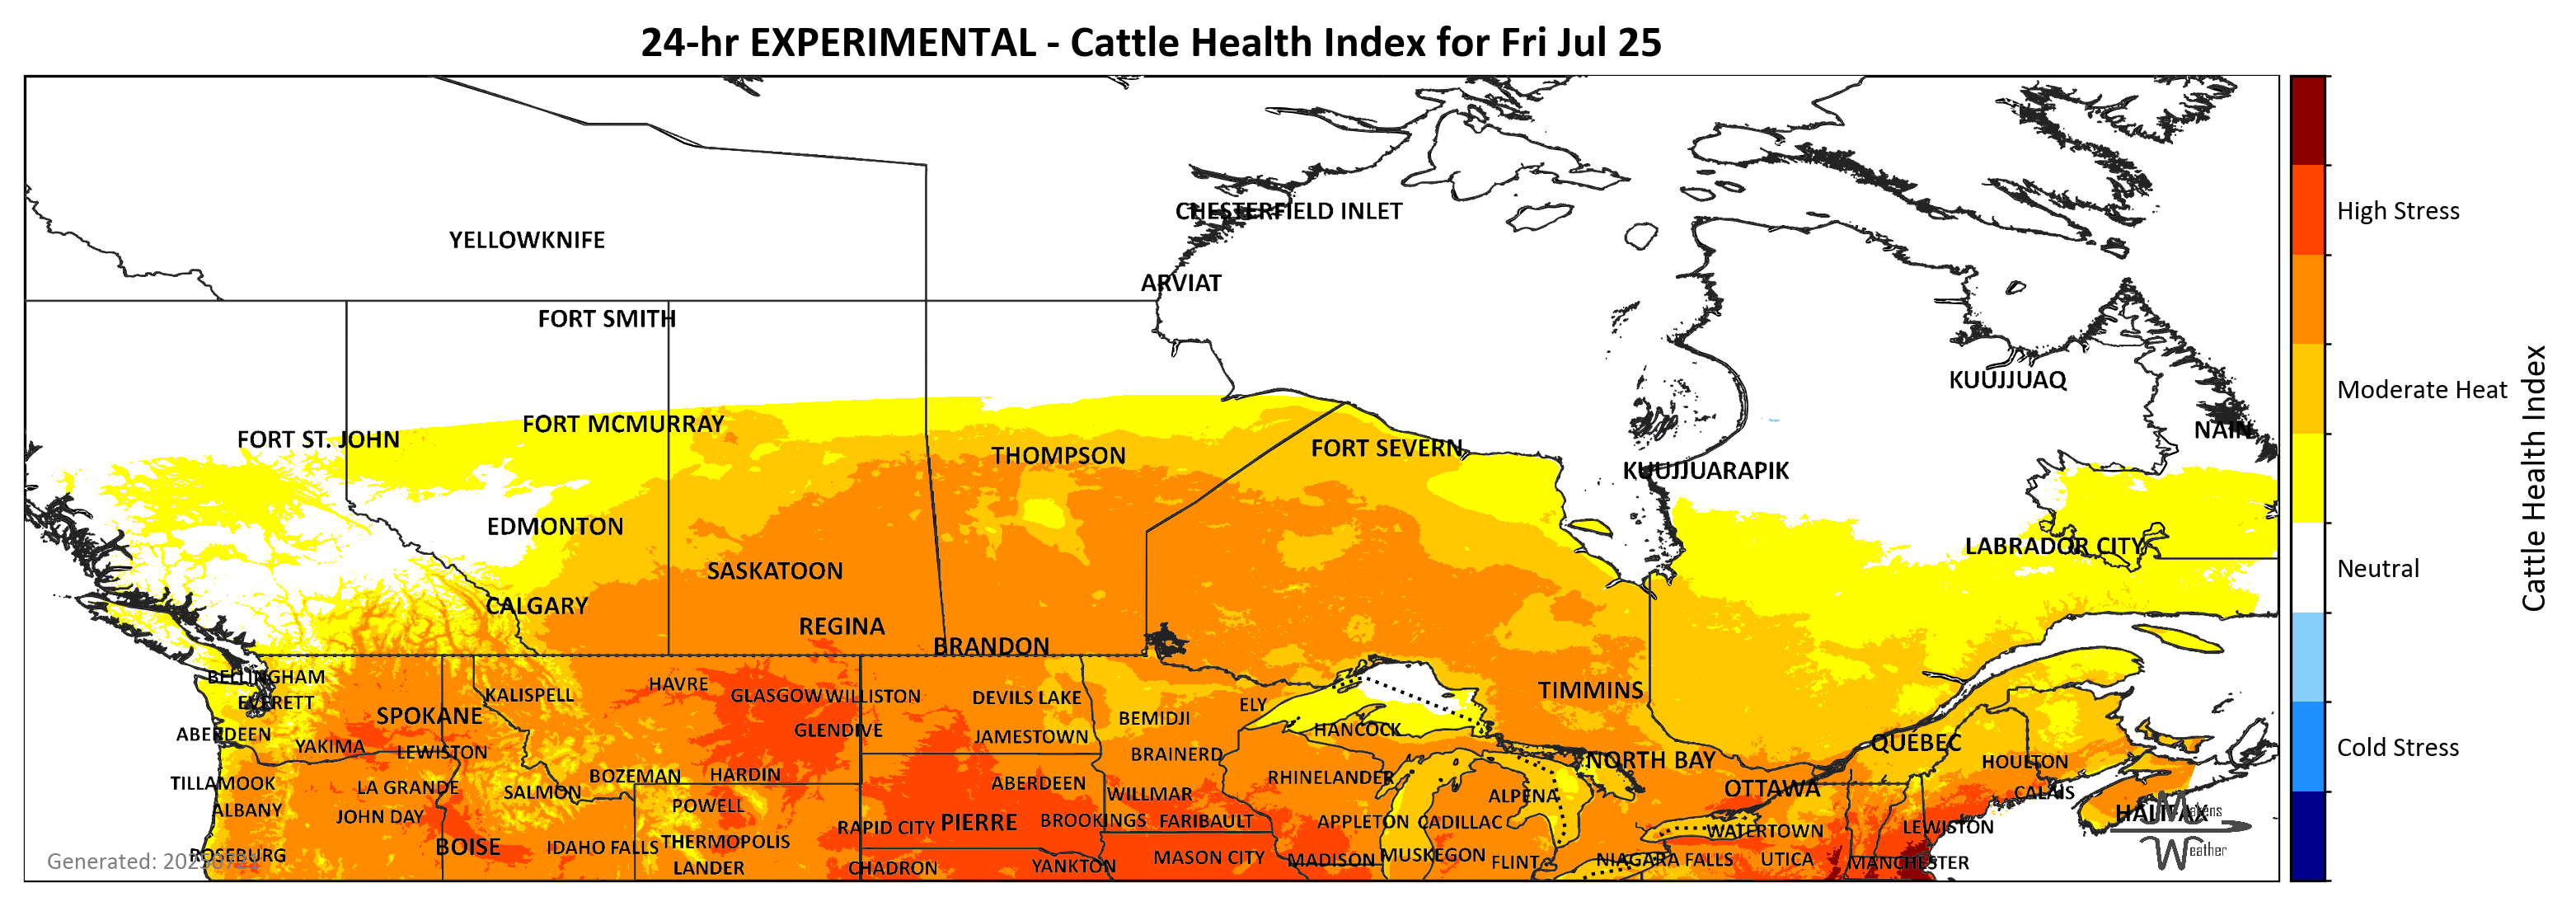 24-hr EXPERIMENTAL - Cattle Health Index for Fri Jul 25
CHESTERFIELD INLET
YELLOWKNIFE
ARVIAT
FORT SMITH
KUUJJUAQ
FORT MCMURRAY
NAIN
FORT ST. JOHN
FORT SEVERN
THOMPSON
KUUJJUARAPIK
EDMONTON
LABRADOR CITY
SASKATOON
CALGARY
REGINA
BRANDON
BELLINGHAM
HAVRE
TIMMINS
KALISPELL
GLASGOW
WILLISTON
DEVILS LAKE
EVERETT
ELY
SPOKANE
BEMIDJI
HANCOCK
GLENDIVE
ABERDEEN
JAMESTOWN
QUEBEC
YAKIMA
LEWISTON
BRAINERD
NORTH BAY
HOULTON
BOZEMAN
HARDIN
RHINELANDER
TILLAMOOK
LA GRANDE
SALMON
ABERDEEN
OTTAWA
CALAIS
WILLMAR
ALPENA
POWELL
ALBANY
JOHN DAY
HALIFAX
Makens
Weather
RAPID CITY
PIERRE
BROOKINGS
FARIBAULT
APPLETON
CADILLAC
WATERTOWN
LEWISTON
BOISE
IDAHO FALLS
THERMOPOLIS
ROSEBURG
MASON CITY
MADISON
MUSKEGON
FLINT
NIAGARA FALLS
UTICA
MANCHESTER
LANDER
CHADRON
YANKTON
Generated: 202
High Stress
Moderate Heat
Neutral
Cold Stress
Cattle Health Index